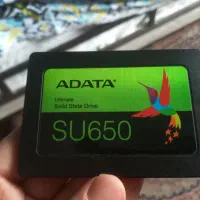 ADATA
Ultimate
Solid State Drive
SU650